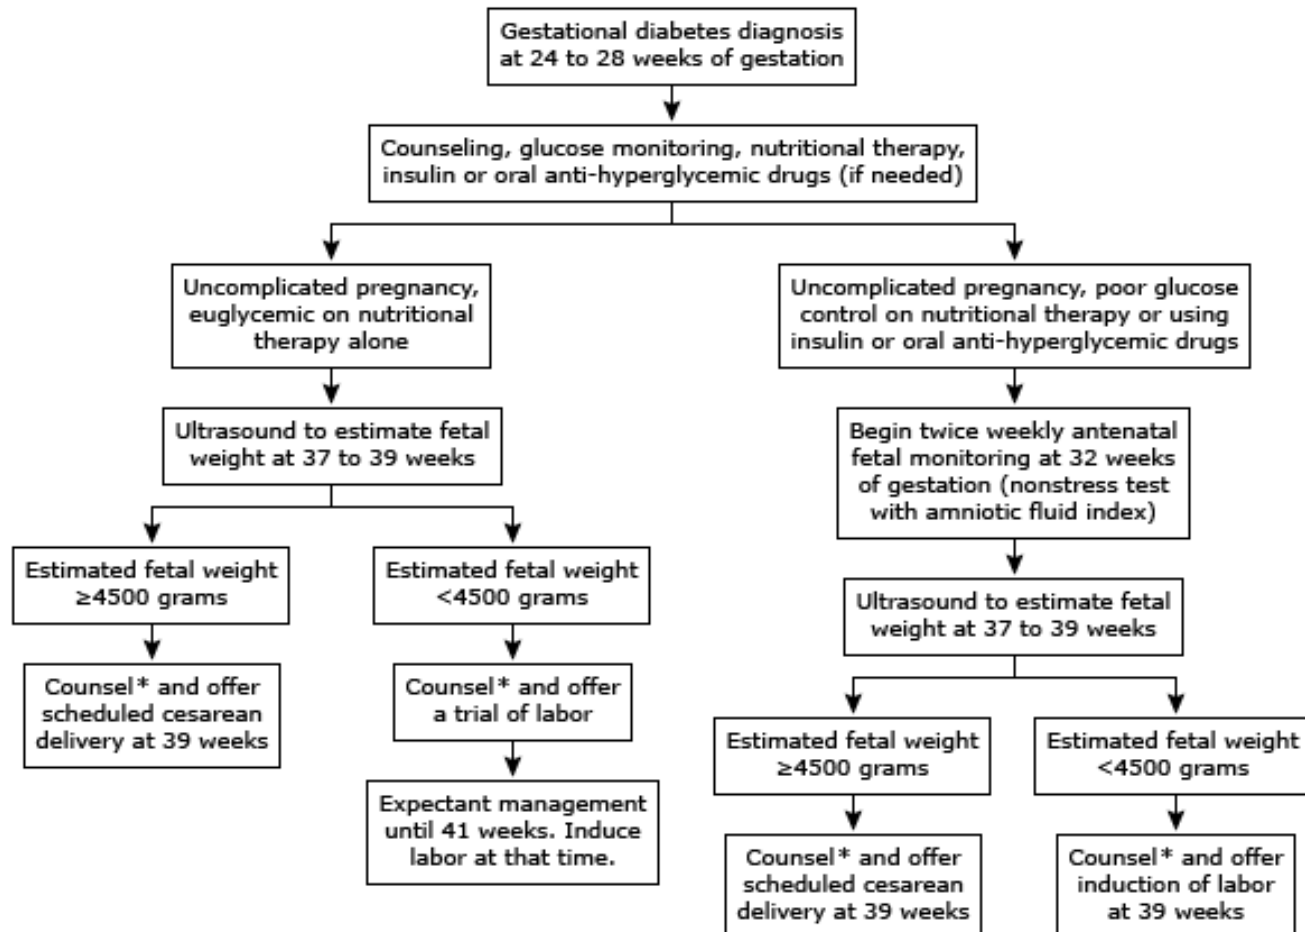 Gestational diabetes diagnosis
at 24 to 28 weeks of gestation
Counseling, glucose monitoring, nutritional therapy,
insulin or oral anti-hyperglycemic drugs (if needed)
Uncomplicated pregnancy,
euglycemic on nutritional
therapy alone
Ultrasound to estimate fetal
weight at 37 to 39 weeks
Estimated fetal weight
≥4500 grams
Counsel* and offer
scheduled cesarean
delivery at 39 weeks
Estimated fetal weight
<4500 grams
Counsel* and offer
a trial of labor
Expectant management
until 41 weeks. Induce
labor at that time.
Uncomplicated pregnancy, poor glucose
control on nutritional therapy or using
insulin or oral anti-hyperglycemic drugs
Begin twice weekly antenatal
fetal monitoring at 32 weeks
of gestation (nonstress test
with amniotic fluid index)
Ultrasound to estimate fetal
weight at 37 to 39 weeks
Estimated fetal weight
≥4500 grams
Counsel* and offer
scheduled cesarean
delivery at 39 weeks
Estimated fetal weight
<4500 grams
Counsel* and offer
induction of labor
at 39 weeks